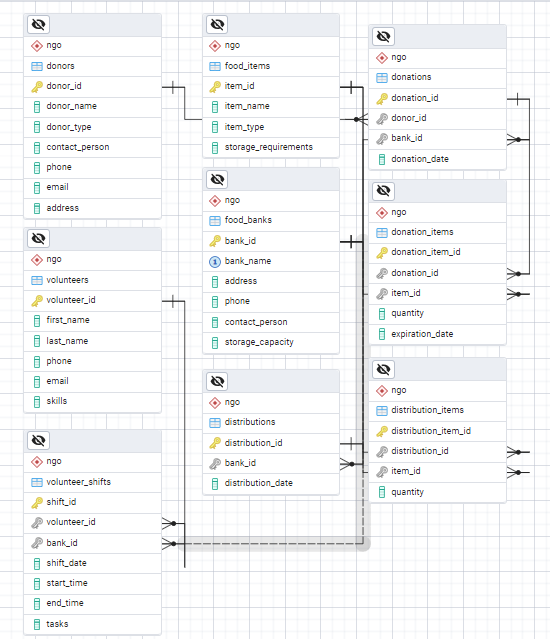 ngo
donors
donor_id
donor_name
donor_type
contact_person
phone
email
address
ngo
volunteers
volunteer_id
first_name
last_name
phone
email
skills
ngo
volunteer_shifts
shift_id
volunteer_id
bank_id
shift_date
start_time
end_time
tasks
ngo
food_items
item_id
item_name
item_type
storage_requirements
ngo
food_banks
bank_id
1 bank_name
address
phone
contact_person
storage_capacity
ngo
distributions
distribution_id
bank_id
distribution_date
ngo
donations
donation_id
donor_id
bank_id
donation_date
ngo
donation_items
donation_item_id
donation_id
item_id
quantity
expiration_date
ngo
distribution_items
distribution_item_id
distribution_id
item_id
quantity